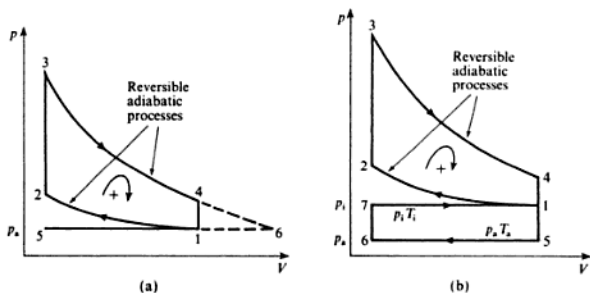 p
3
Reversible
adiabatic
processes
+
2
4
pa
5
1
6
V
(a)
p
3
Reversible
adiabatic
processes
+
2
4
pi
7
1
pi Ti
pa Ta
pa
6
5
V
(b)